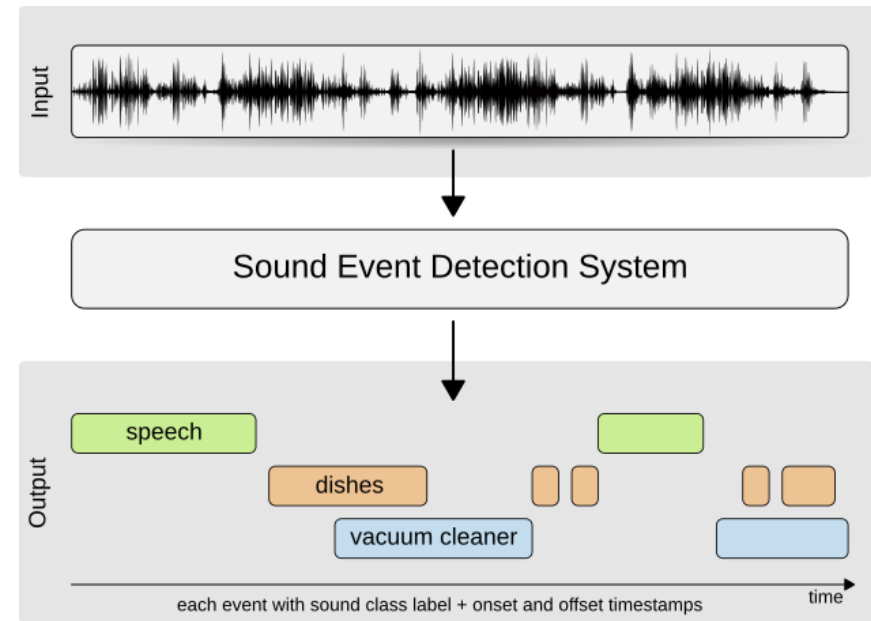 Input
Sound Event Detection System
Output
speech
dishes
vacuum cleaner
time
each event with sound class label + onset and offset timestamps